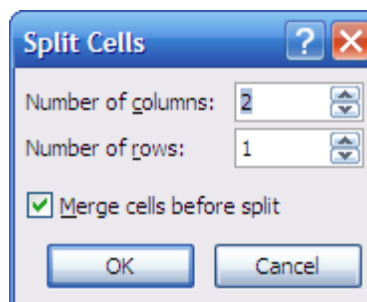 Split Cells ?
Number of columns: 2
Number of rows: 1
Merge cells before split
OK Cancel